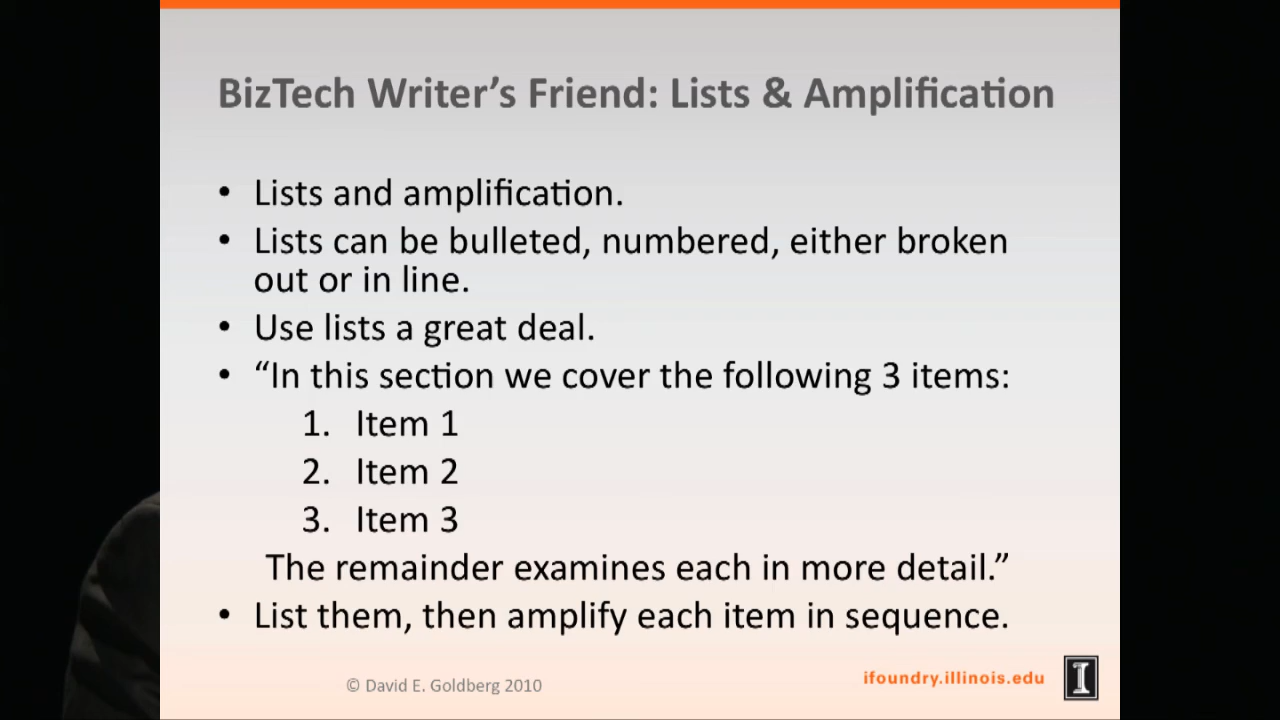 BizTech Writer's Friend: Lists & Amplification
• Lists and amplification.
• Lists can be bulleted, numbered, either broken
out or in line.
• Use lists a great deal.
• “In this section we cover the following 3 items:
1. Item 1
2. Item 2
3. Item 3
The remainder examines each in more detail.”
• List them, then amplify each item in sequence.
© David E. Goldberg 2010
ifoundry.illinois.edu
I